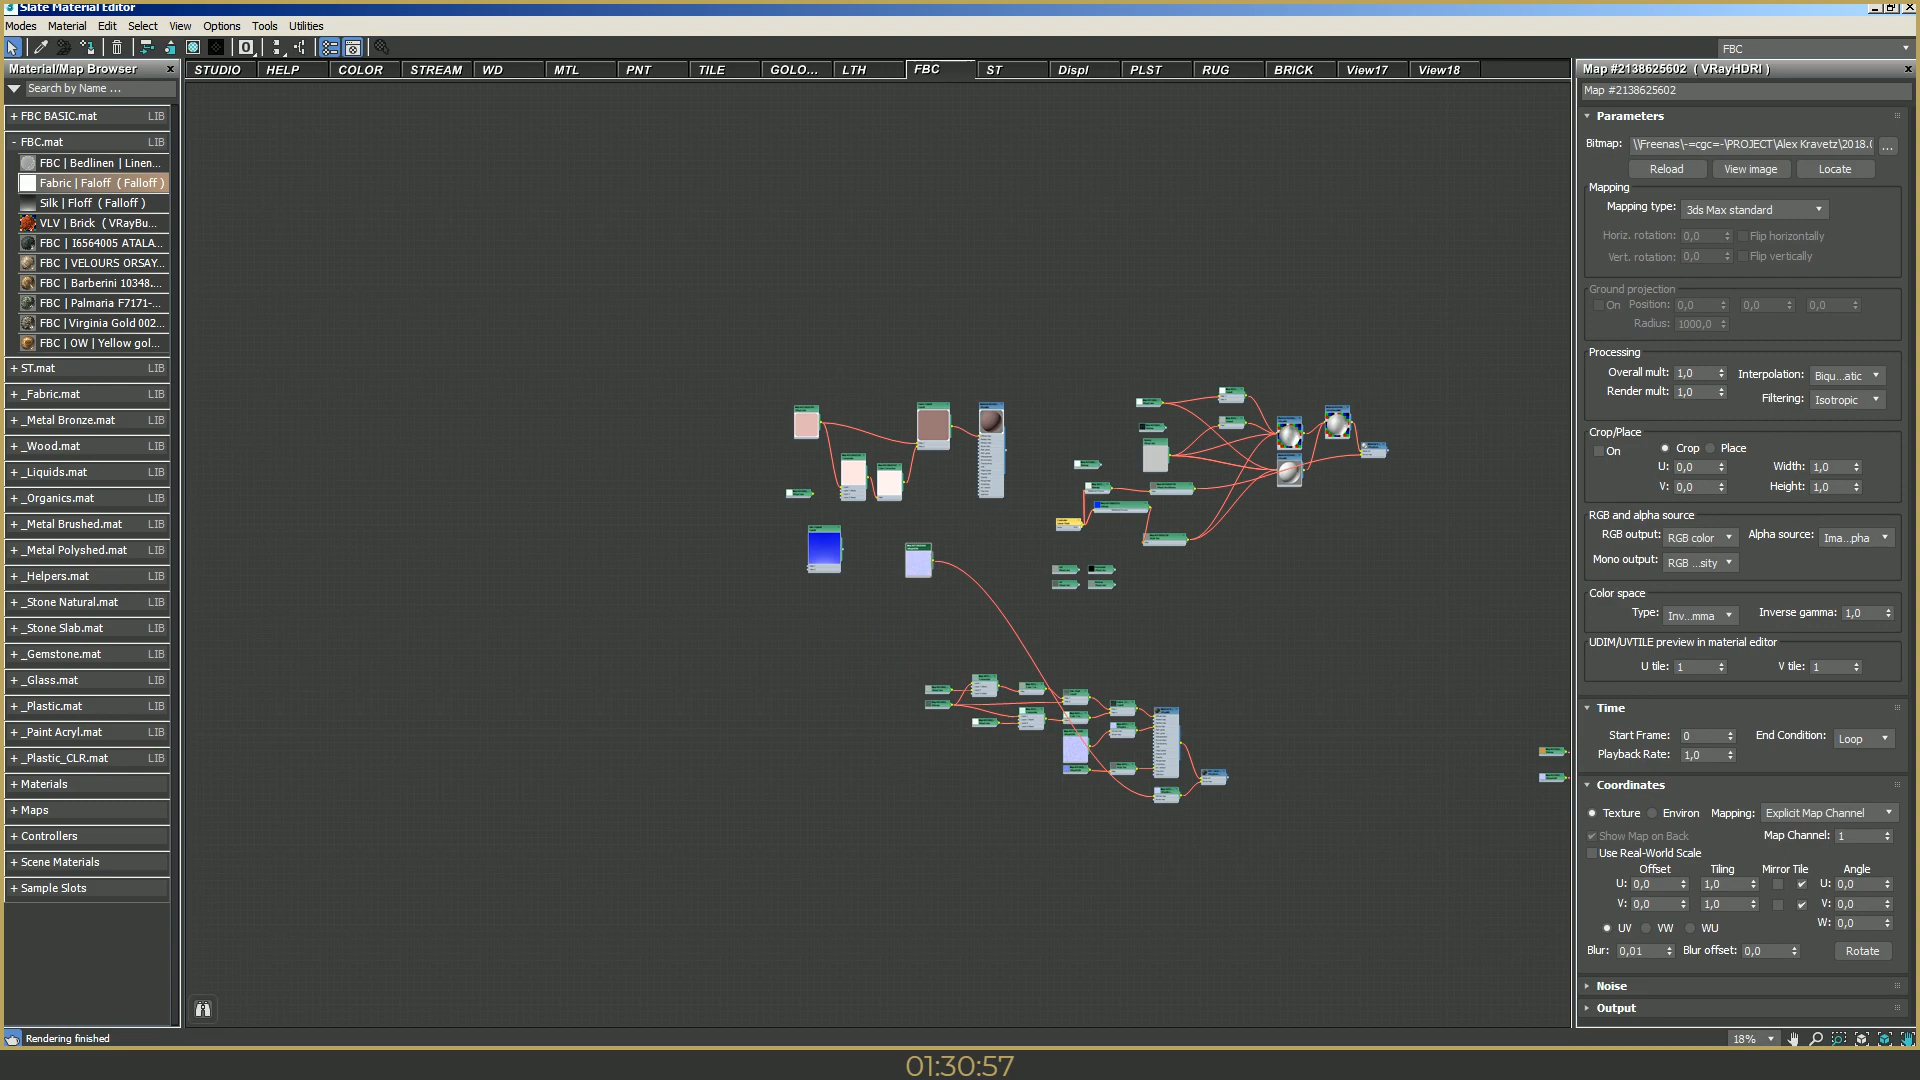 Slate Material Editor
Modes Material Edit Select View Options Tools Utilities
FBC
Material/Map Browser x
Search by Name ...
STUDIO HELP COLOR STREAM WD MTL PNT TILE GOLO... LTH FBC ST Displ PLST RUG BRICK View17 View18
+ FBC BASIC.mat LIB
- FBC.mat LIB
FBC | Bedlinen | Linen...
Fabric | Faloff ( Falloff )
Silk | Floff ( Falloff )
VLV | Brick ( VRayBu...
FBC | I6564005 ATALA...
FBC | VELOURS ORSAY...
FBC | Barberini 10348...
FBC | Palmaria F7171-...
FBC | Virginia Gold 002...
FBC | OW | Yellow gol...
+ ST.mat LIB
+ _Fabric.mat LIB
+ _Metal Bronze.mat LIB
+ _Wood.mat LIB
+ _Liquids.mat LIB
+ _Organics.mat LIB
+ _Metal Brushed.mat LIB
+ _Metal Polyshed.mat LIB
+ _Helpers.mat LIB
+ _Stone Natural.mat LIB
+ _Stone Slab.mat LIB
+ _Gemstone.mat LIB
+ _Glass.mat LIB
+ _Plastic.mat LIB
+ _Paint Acryl.mat LIB
+ _Plastic_CLR.mat LIB
+ Materials
+ Maps
+ Controllers
+ Scene Materials
+ Sample Slots
Map #2138625602 ( VRayHDRI )
Map #2138625602
Parameters
Bitmap: \\Freenas\-=cgc=-\PROJECT\Alex Kravetz\2018.0 ...
Reload View image Locate
Mapping
Mapping type: 3ds Max standard
Horiz. rotation: 0,0 Flip horizontally
Vert. rotation: 0,0 Flip vertically
Ground projection
On Position: 0,0 0,0 0,0
Radius: 1000,0
Processing
Overall mult: 1,0 Interpolation: Biqu...atic
Render mult: 1,0 Filtering: Isotropic
Crop/Place
On Crop Place
U: 0,0 Width: 1,0
V: 0,0 Height: 1,0
RGB and alpha source
RGB output: RGB color Alpha source: Ima...pha
Mono output: RGB ...sity
Color space
Type: Inv...mma Inverse gamma: 1,0
UDIM/UVTILE preview in material editor
U tile: 1 V tile: 1
Time
Start Frame: 0 End Condition: Loop
Playback Rate: 1,0
Coordinates
Texture Environ Mapping: Explicit Map Channel
Show Map on Back Map Channel: 1
Use Real-World Scale
Offset Tiling Mirror Tile Angle
U: 0,0 1,0 U: 0,0
V: 0,0 1,0 V: 0,0
W: 0,0
UV VW WU
Blur: 0,01 Blur offset: 0,0 Rotate
Noise
Output
Rendering finished
18%
01:30:57